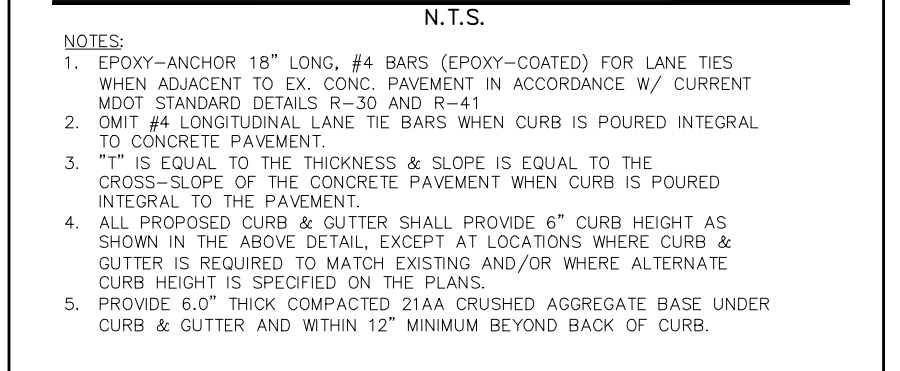 N.T.S.
NOTES:
1. EPOXY-ANCHOR 18" LONG, #4 BARS (EPOXY-COATED) FOR LANE TIES
WHEN ADJACENT TO EX. CONC. PAVEMENT IN ACCORDANCE W/ CURRENT
MDOT STANDARD DETAILS R-30 AND R-41
2. OMIT #4 LONGITUDINAL LANE TIE BARS WHEN CURB IS POURED INTEGRAL
TO CONCRETE PAVEMENT.
3. "T" IS EQUAL TO THE THICKNESS & SLOPE IS EQUAL TO THE
CROSS-SLOPE OF THE CONCRETE PAVEMENT WHEN CURB IS POURED
INTEGRAL TO THE PAVEMENT.
4. ALL PROPOSED CURB & GUTTER SHALL PROVIDE 6" CURB HEIGHT AS
SHOWN IN THE ABOVE DETAIL, EXCEPT AT LOCATIONS WHERE CURB &
GUTTER IS REQUIRED TO MATCH EXISTING AND/OR WHERE ALTERNATE
CURB HEIGHT IS SPECIFIED ON THE PLANS.
5. PROVIDE 6.0" THICK COMPACTED 21AA CRUSHED AGGREGATE BASE UNDER
CURB & GUTTER AND WITHIN 12" MINIMUM BEYOND BACK OF CURB.